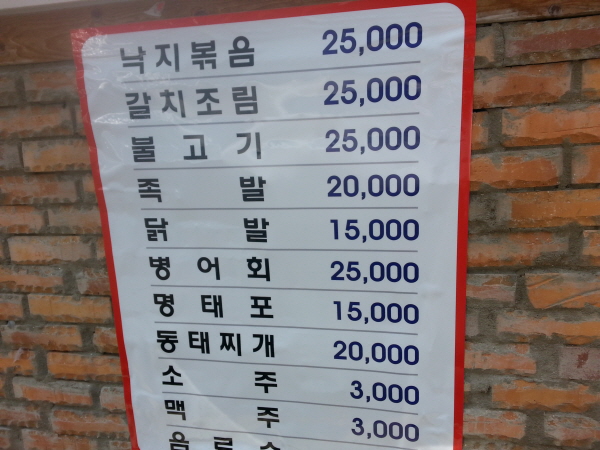 낙지볶음 25,000
갈치조림 25,000
불고기 25,000
족발 20,000
닭발 15,000
병어회 25,000
명태포 15,000
동태찌개 20,000
소주 3,000
맥주 3,000